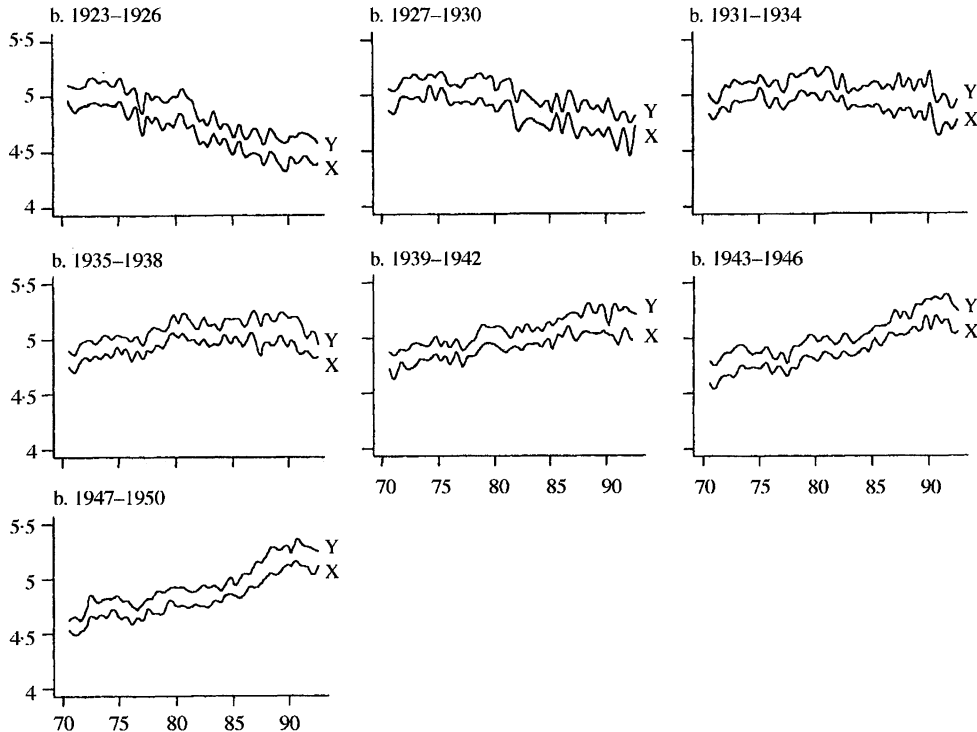 b. 1923–1926
b. 1927–1930
b. 1931–1934
5·5
5
4·5
4
Y
X
Y
X
Y
X
b. 1935–1938
b. 1939–1942
b. 1943–1946
5·5
5
4·5
4
Y
X
Y
X
Y
X
70 75 80 85 90
70 75 80 85 90
b. 1947–1950
5·5
5
4·5
4
Y
X
70 75 80 85 90